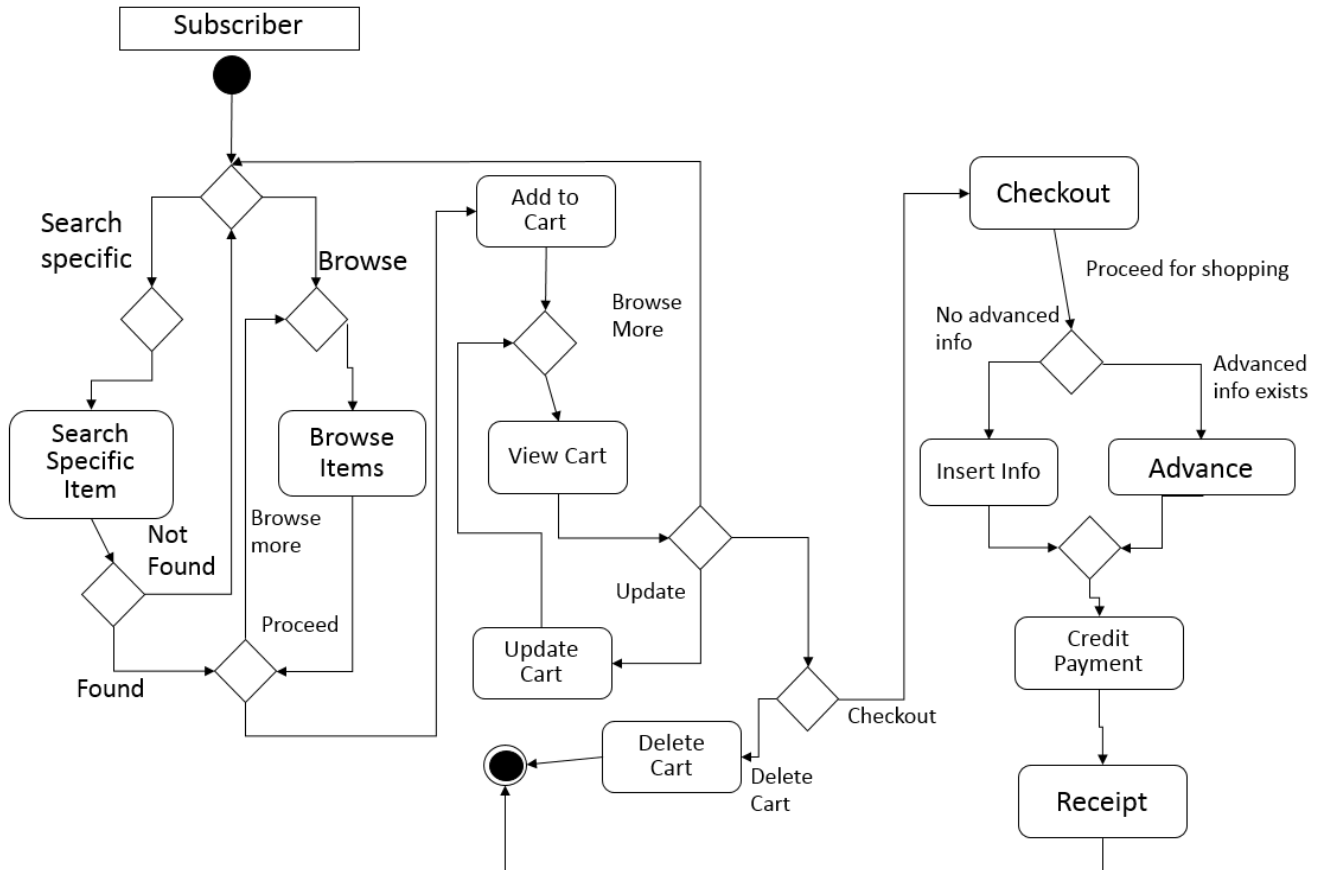 Subscriber
Search
specific
Browse
Search
Specific
Item
Browse
Items
Not
Found
Browse
more
Proceed
Found
Add to
Cart
Browse
More
View Cart
Update
Update
Cart
Delete
Cart
Delete
Cart
Checkout
Checkout
Proceed for shopping
No advanced
info
Advanced
info exists
Insert Info
Advance
Credit
Payment
Receipt